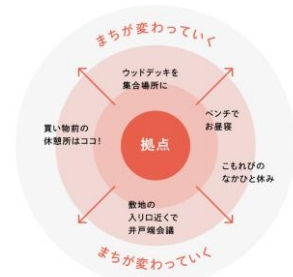 まちが変わっていく
ウッドデッキを
集合場所に
ベンチで
お昼寝
買い物前の
休憩所はココ!
拠点
こもれびの
なかひと休み
敷地の
入り口近くで
井戸端会議
まちが変わっていく